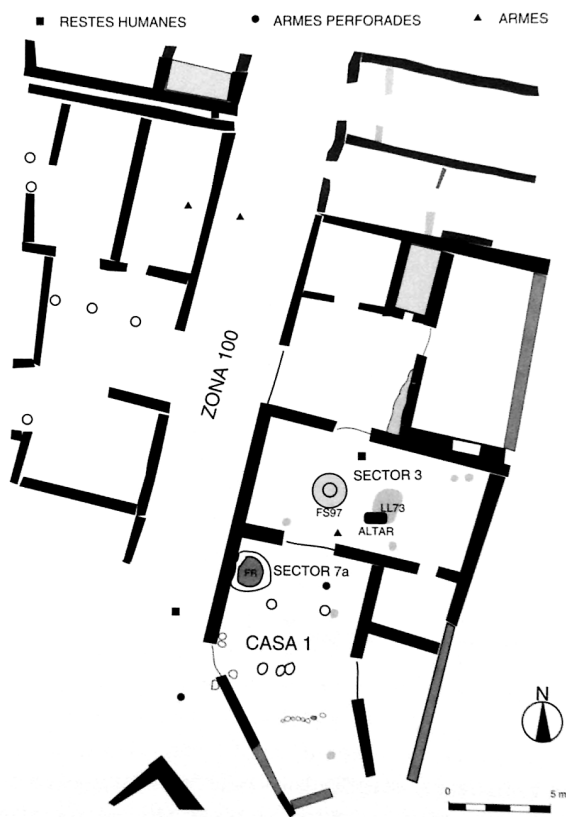 RESTES HUMANES
ARMES PERFORADES
ARMES
ZONA 100
SECTOR 3
FS97
LL73
ALTAR
FR
SECTOR 7a
CASA 1
N
0
5 m